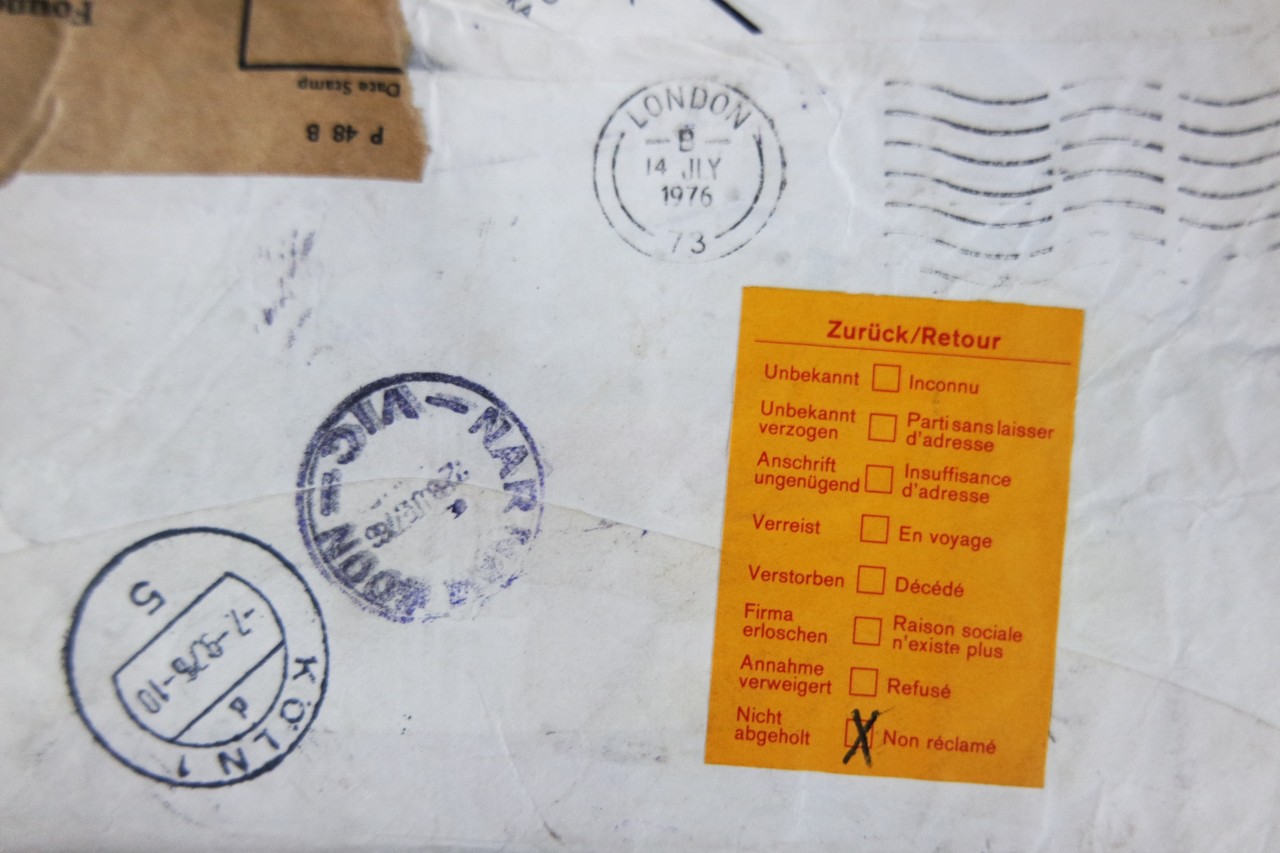 Date Stamp
P 48 B
LONDON
14 JLY
1976
73
Zurück/Retour
Unbekannt Inconnu
Unbekannt verzogen Parti sans laisser d'adresse
Anschrift ungenügend Insuffisance d'adresse
Verreist En voyage
Verstorben Décédé
Firma erloschen Raison sociale n'existe plus
Annahme verweigert Refusé
Nicht abgeholt X Non réclamé
5
KÖLN 1